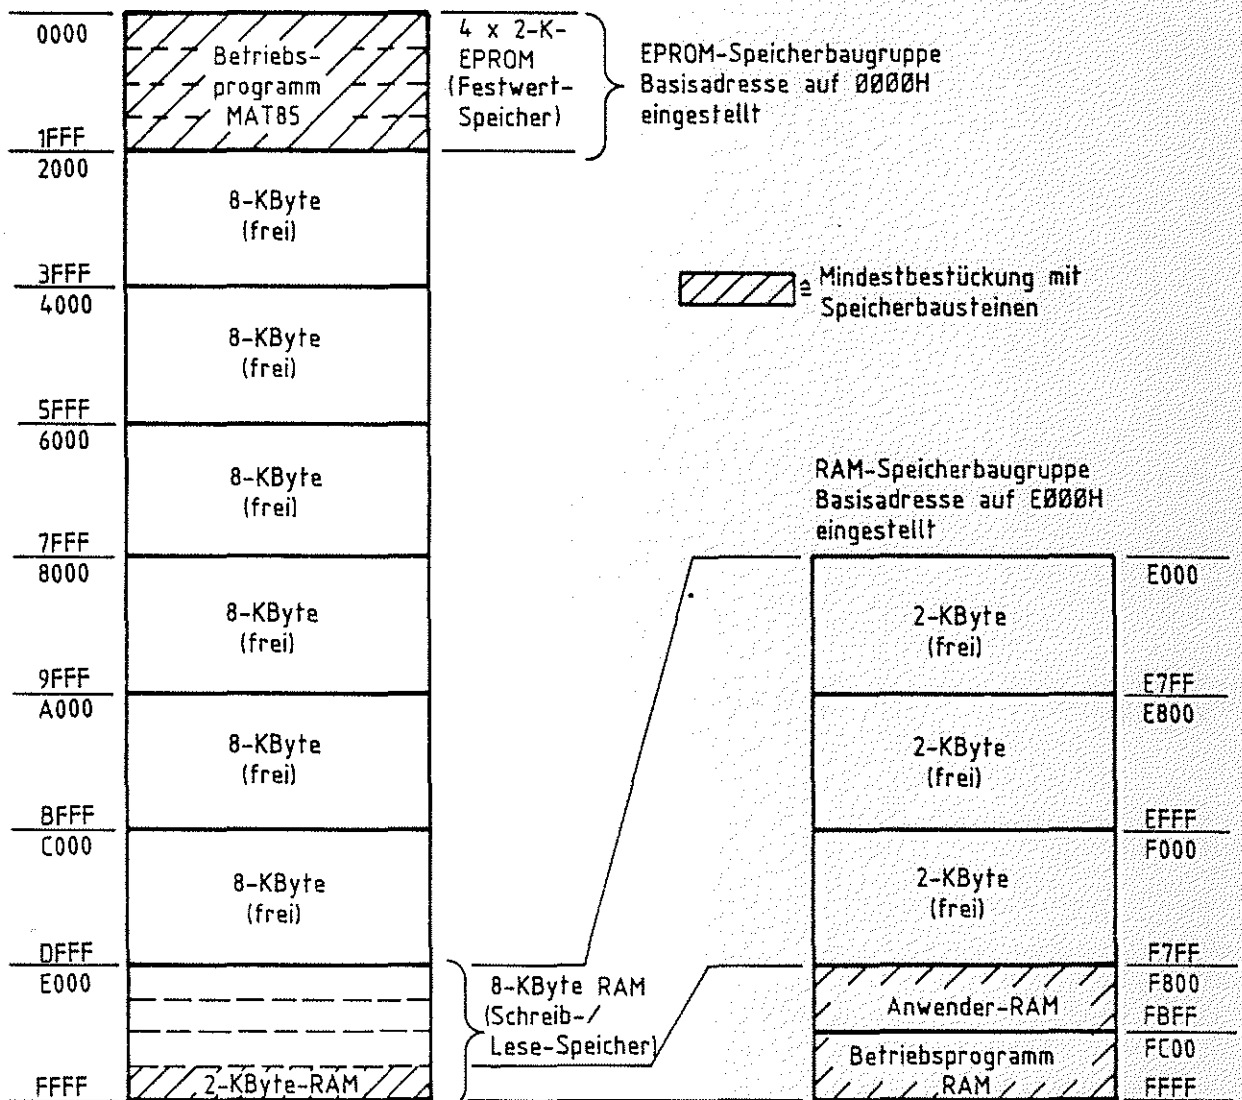 0000
Betriebs-
programm
MAT85
1FFF
4 x 2-K-
EPROM
(Festwert-
Speicher)
EPROM-Speicherbaugruppe
Basisadresse auf 0000H
eingestellt
2000
8-KByte
(frei)
3FFF
≙ Mindestbestückung mit
Speicherbausteinen
4000
8-KByte
(frei)
5FFF
6000
8-KByte
(frei)
7FFF
8000
8-KByte
(frei)
9FFF
A000
8-KByte
(frei)
BFFF
C000
8-KByte
(frei)
DFFF
E000
2-KByte-RAM
FFFF
8-KByte RAM
(Schreib-/
Lese-Speicher)
RAM-Speicherbaugruppe
Basisadresse auf E000H
eingestellt
E000
2-KByte
(frei)
E7FF
E800
2-KByte
(frei)
EFFF
F000
2-KByte
(frei)
F7FF
F800
Anwender-RAM
FBFF
FC00
Betriebsprogramm
RAM
FFFF